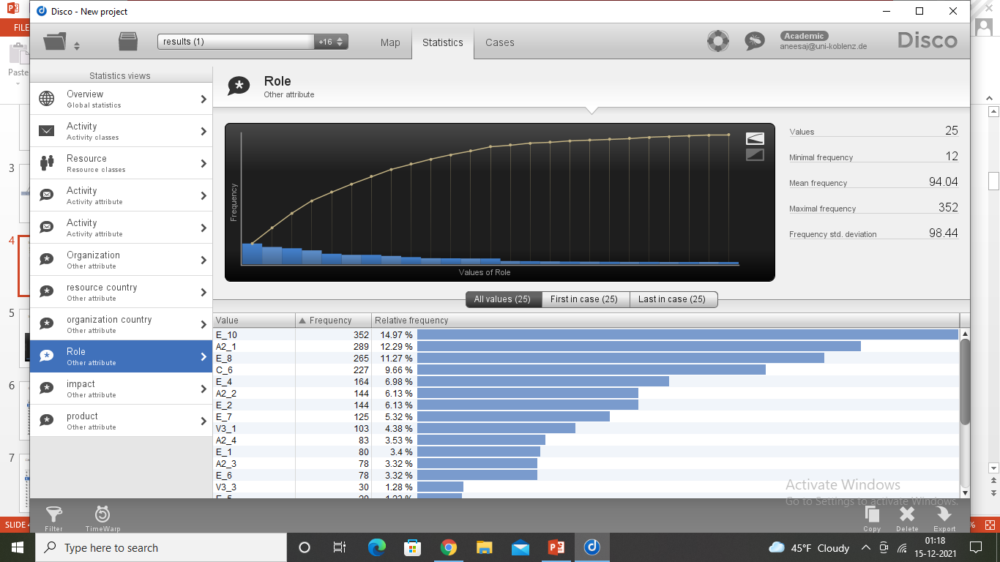 Disco - New project
FILE
Paste
results (1)
+16
Map
Statistics
Cases
Academic
aneesaj@uni-koblenz.de
Disco
Statistics views
Overview
Global statistics
Activity
Activity classes
Resource
Resource classes
Activity
Activity attribute
Activity
Activity attribute
Organization
Other attribute
resource country
Other attribute
organization country
Other attribute
Role
Other attribute
impact
Other attribute
product
Other attribute
3
4
5
6
7
Role
Other attribute
Frequency
Values of Role
Values 25
Minimal frequency 12
Mean frequency 94.04
Maximal frequency 352
Frequency std. deviation 98.44
All values (25) First in case (25) Last in case (25)
Value Frequency Relative frequency
E_10 352 14.97 %
A2_1 289 12.29 %
E_8 265 11.27 %
C_6 227 9.66 %
E_4 164 6.98 %
A2_2 144 6.13 %
E_2 144 6.13 %
E_7 125 5.32 %
V3_1 103 4.38 %
A2_4 83 3.53 %
E_1 80 3.4 %
A2_3 78 3.32 %
E_6 78 3.32 %
V3_3 30 1.28 %
Activate Windows
Go to Settings to activate Windows.
Filter
TimeWarp
Copy
Delete
Export
SLIDE 4
%
Type here to search
45°F Cloudy
01:18
15-12-2021